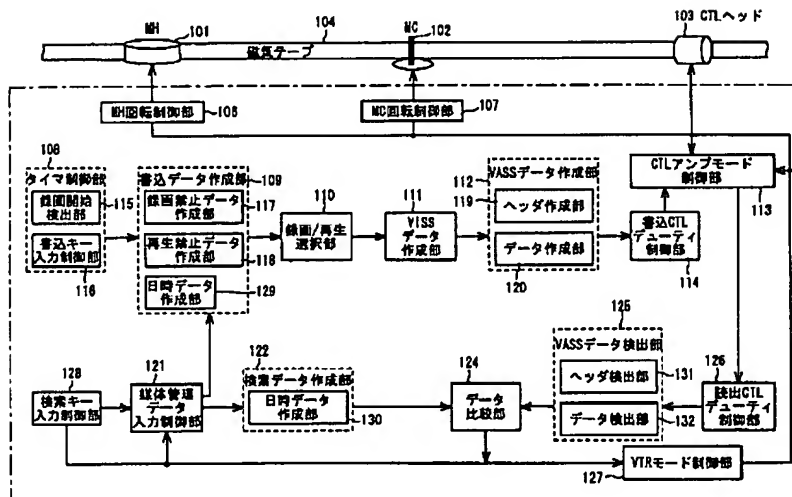 MH
101
104
MC
102
103 CTLヘッド
磁気テープ
MH回転制御部
106
MC回転制御部
107
108
タイマ制御部
録画開始
検出部
115
書込キー
入力制御部
116
書込データ作成部
109
録画禁止データ
作成部
117
再生禁止データ
作成部
118
日時データ
作成部
129
110
録画/再生
選択部
111
VISS
データ
作成部
112
VASSデータ作成部
119
ヘッダ作成部
データ作成部
120
CTLアンプモード
制御部
113
書込CTL
デューティ
制御部
114
128
検索キー
入力制御部
121
媒体管理
データ
入力制御部
122
検索データ作成部
日時データ
作成部
130
124
データ
比較部
125
VASSデータ検出部
ヘッダ検出部
131
データ検出部
132
126
読出CTL
デューティ
制御部
VTRモード制御部
127